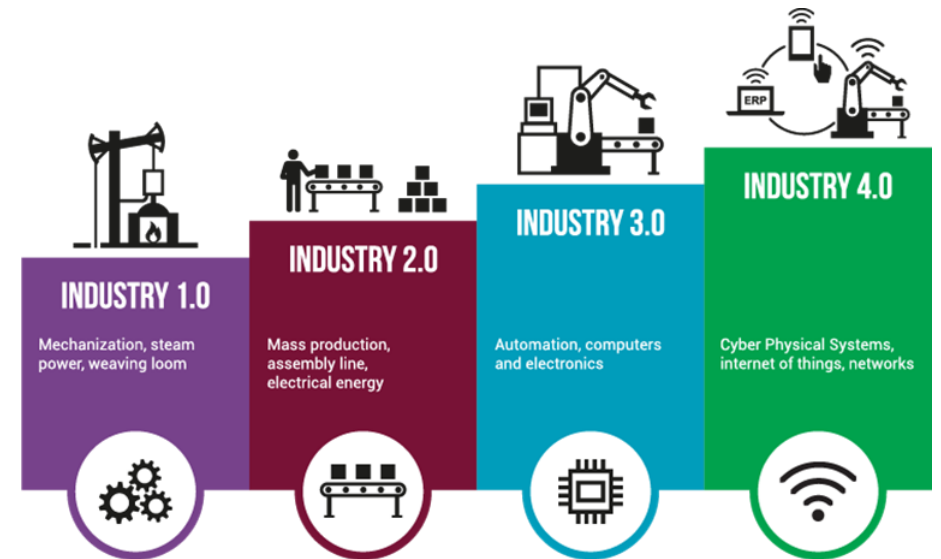 ERP
INDUSTRY 1.0
Mechanization, steam
power, weaving loom
INDUSTRY 2.0
Mass production,
assembly line,
electrical energy
INDUSTRY 3.0
Automation, computers
and electronics
INDUSTRY 4.0
Cyber Physical Systems,
internet of things, networks